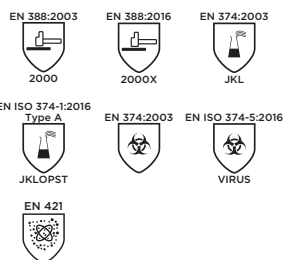 EN 388:2003 EN 388:2016 EN 374:2003
2000 2000X JKL
EN ISO 374-1:2016
Type A
EN 374:2003 EN ISO 374-5:2016
JKLOPST VIRUS
EN 421